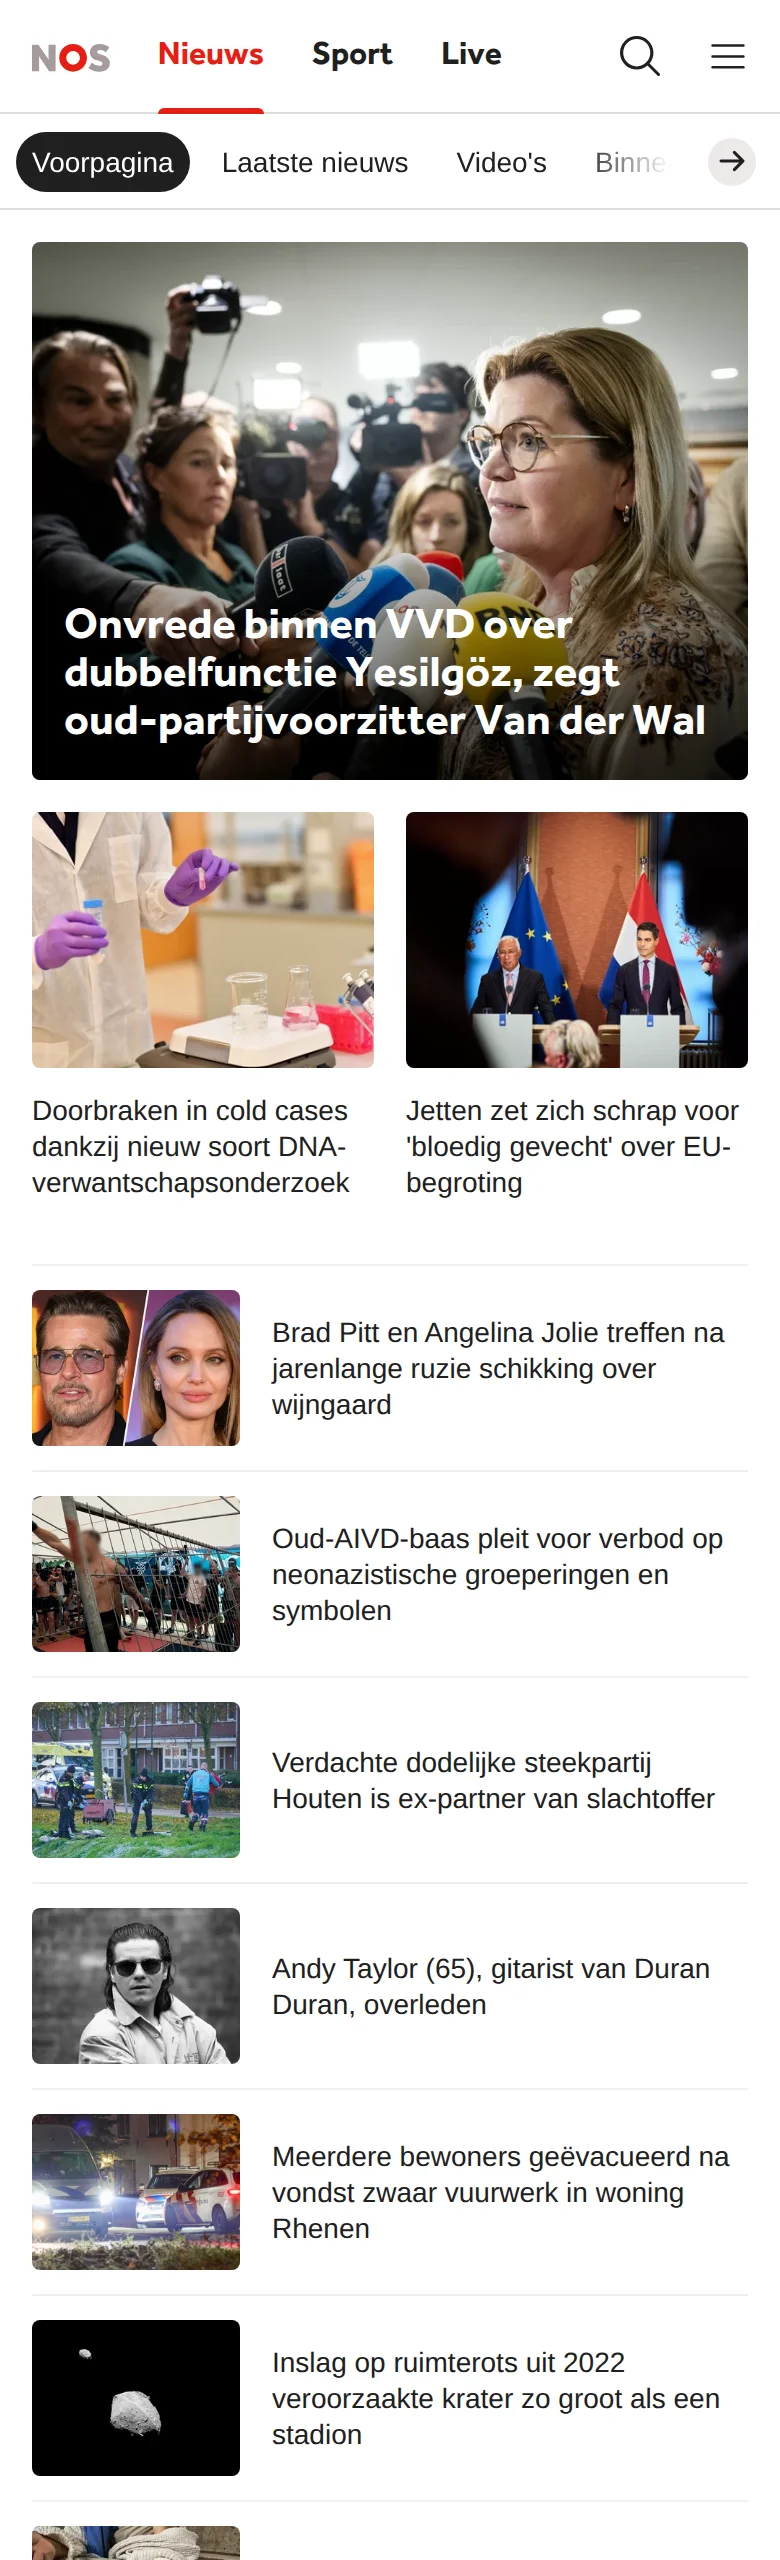 NOS
Nieuws
Sport
Live
Voorpagina
Laatste nieuws
Video's
Binne
Onvrede binnen VVD over
dubbelfunctie Yesilgöz, zegt
oud-partijvoorzitter Van der Wal
Doorbraken in cold cases
dankzij nieuw soort DNA-
verwantschapsonderzoek
Jetten zet zich schrap voor
'bloedig gevecht' over EU-
begroting
Brad Pitt en Angelina Jolie treffen na
jarenlange ruzie schikking over
wijngaard
Oud-AIVD-baas pleit voor verbod op
neonazistische groeperingen en
symbolen
Verdachte dodelijke steekpartij
Houten is ex-partner van slachtoffer
Andy Taylor (65), gitarist van Duran
Duran, overleden
Meerdere bewoners geëvacueerd na
vondst zwaar vuurwerk in woning
Rhenen
Inslag op ruimterots uit 2022
veroorzaakte krater zo groot als een
stadion